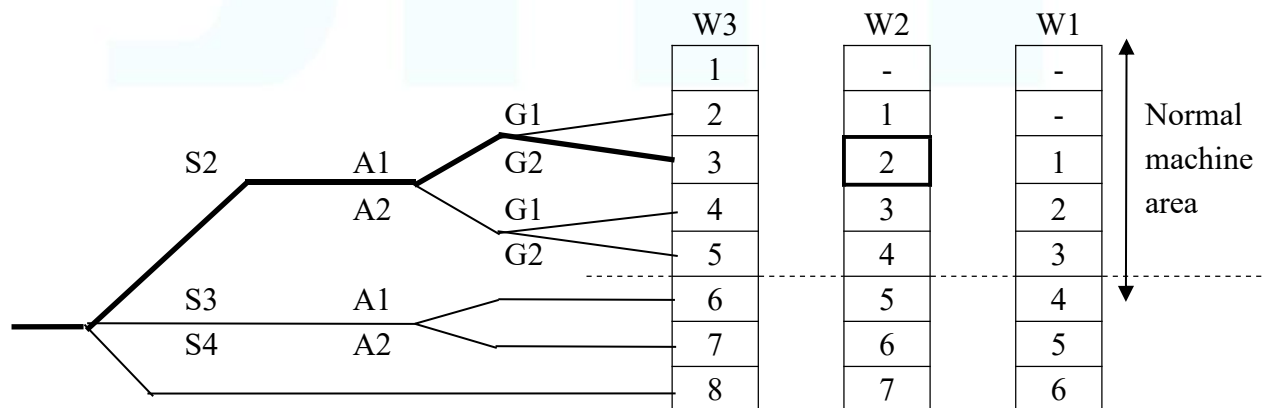 W3 W2 W1
1 - -
G1 2 1 - Normal
S2 A1 G2 3 2 1 machine
A2 G1 4 3 2 area
G2 5 4 3
S3 A1 6 5 4
S4 A2 7 6 5
8 7 6